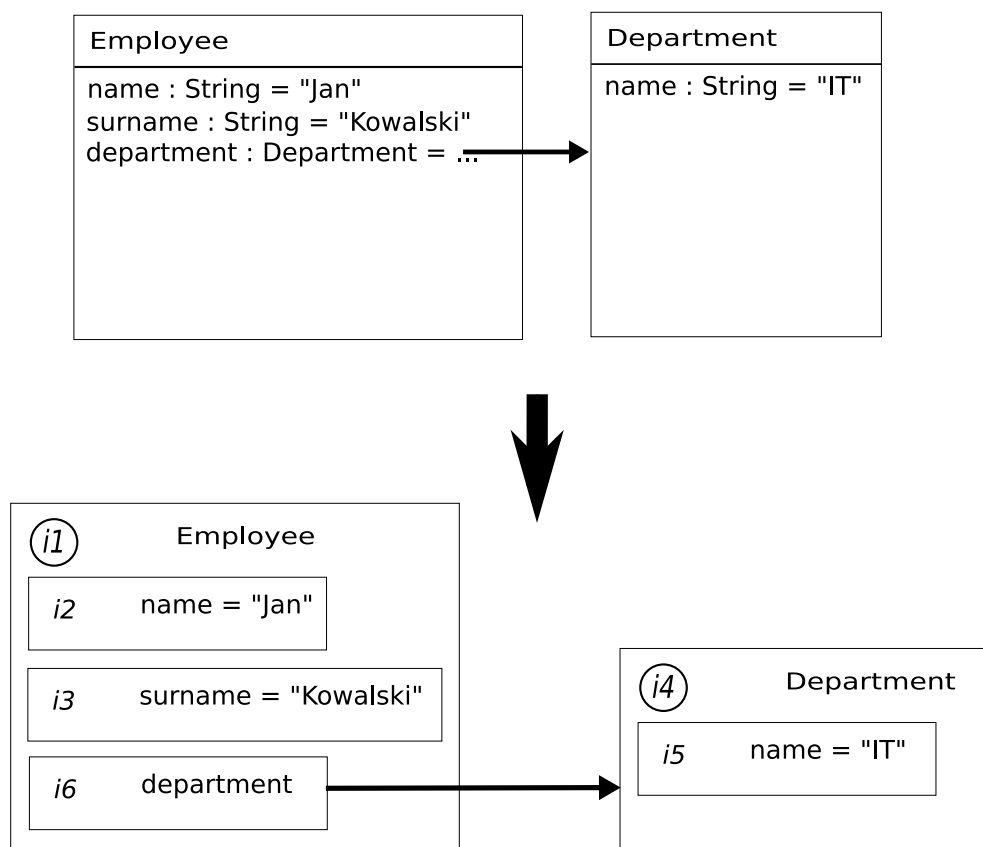 Employee
name : String = "Jan"
surname : String = "Kowalski"
department : Department = ...
Department
name : String = "IT"
i1 Employee
i2 name = "Jan"
i3 surname = "Kowalski"
i6 department
i4 Department
i5 name = "IT"